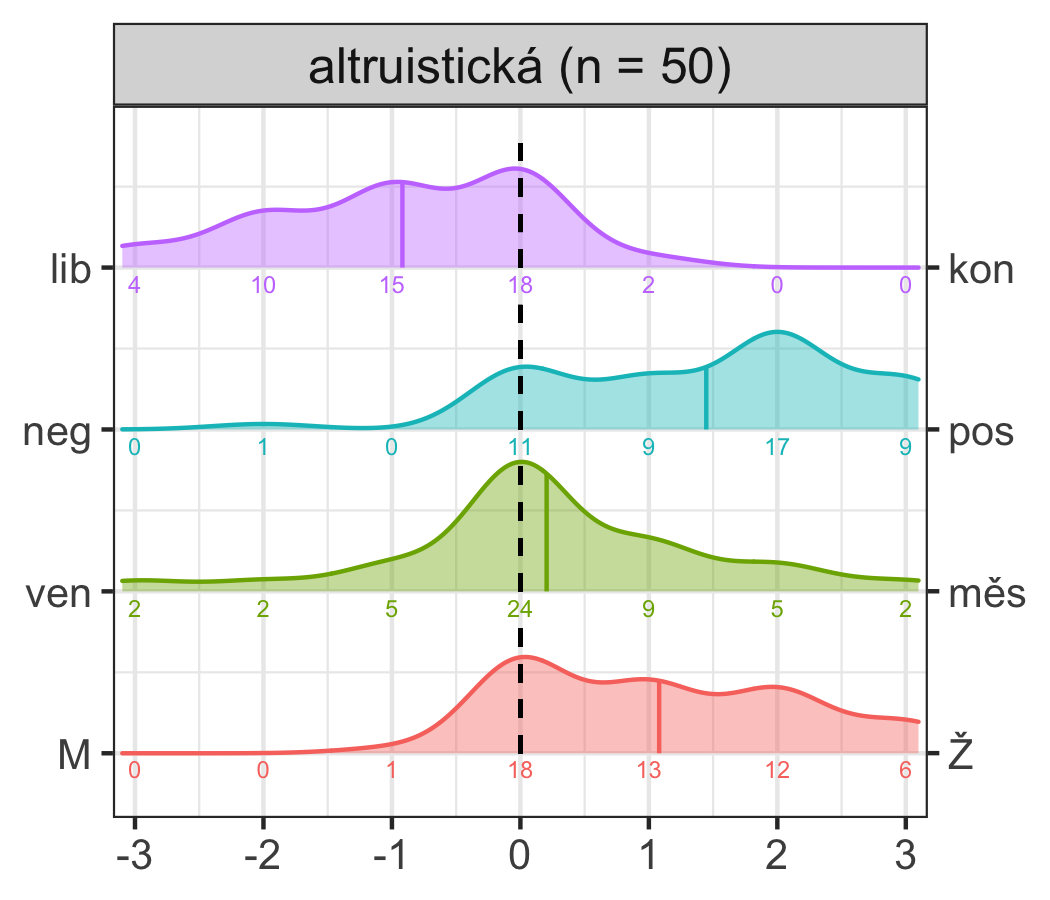 altruistická (n = 50)
lib kon
4 10 15 18 2 0 0
neg pos
0 1 0 11 9 17 9
ven měs
2 2 5 24 9 5 2
M Ž
0 0 1 18 13 12 6
-3 -2 -1 0 1 2 3